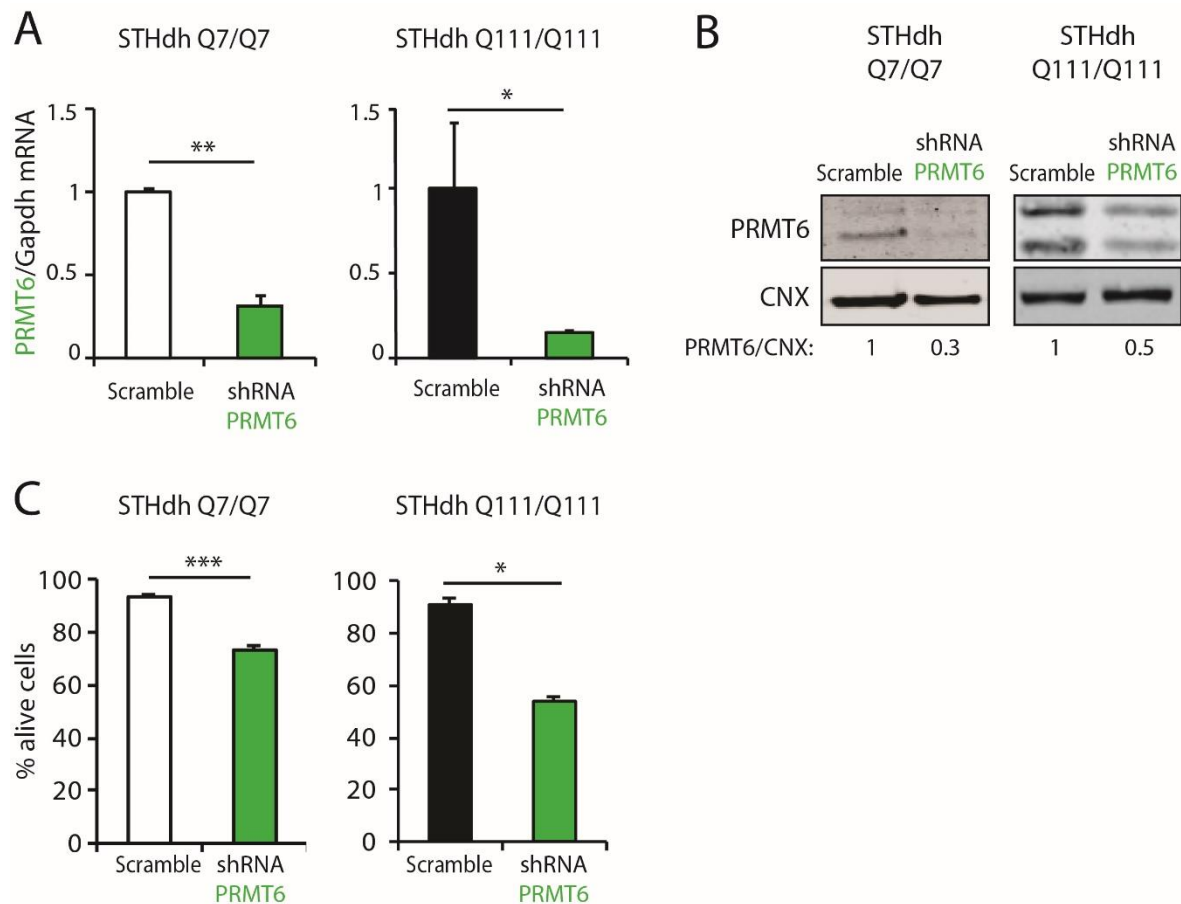 A
STHdh Q7/Q7
STHdh Q111/Q111
PRMT6/Gapdh mRNA
1.5
1
0.5
0
**
Scramble
shRNA
PRMT6
1.5
1
0.5
0
*
Scramble
shRNA
PRMT6
B
STHdh
Q7/Q7
STHdh
Q111/Q111
Scramble
shRNA
PRMT6
Scramble
shRNA
PRMT6
PRMT6
CNX
PRMT6/CNX: 1 0.3 1 0.5
C
STHdh Q7/Q7
STHdh Q111/Q111
% alive cells
100
80
60
40
20
0
***
Scramble
shRNA
PRMT6
100
80
60
40
20
0
*
Scramble
shRNA
PRMT6